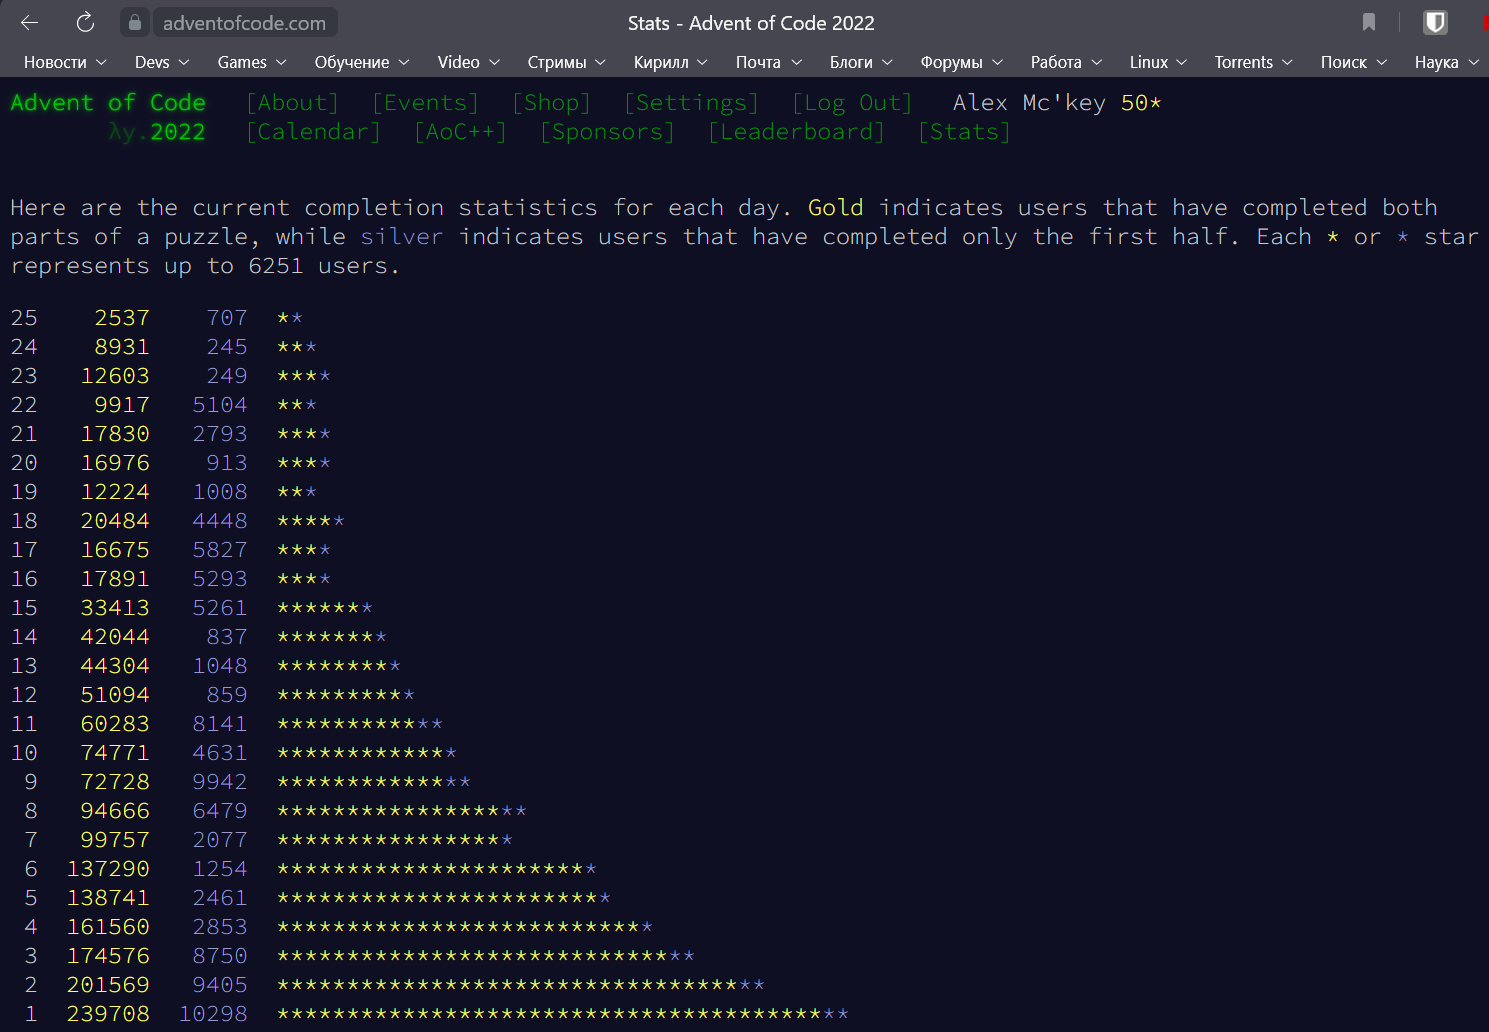 adventofcode.com Stats - Advent of Code 2022
Новости Devs Games Обучение Video Стримы Кирилл Почта Блоги Форумы Работа Linux Torrents Поиск Наука
Advent of Code [About] [Events] [Shop] [Settings] [Log Out] Alex Mc'key 50*
λy.2022 [Calendar] [AoC++] [Sponsors] [Leaderboard] [Stats]
Here are the current completion statistics for each day. Gold indicates users that have completed both
parts of a puzzle, while silver indicates users that have completed only the first half. Each * or * star
represents up to 6251 users.
25 2537 707 **
24 8931 245 ***
23 12603 249 ****
22 9917 5104 ***
21 17830 2793 ****
20 16976 913 ****
19 12224 1008 ***
18 20484 4448 *****
17 16675 5827 ****
16 17891 5293 ****
15 33413 5261 *******
14 42044 837 ********
13 44304 1048 *********
12 51094 859 **********
11 60283 8141 ************
10 74771 4631 *************
9 72728 9942 **************
8 94666 6479 ******************
7 99757 2077 *****************
6 137290 1254 ***********************
5 138741 2461 ************************
4 161560 2853 ***************************
3 174576 8750 ******************************
2 201569 9405 ***********************************
1 239708 10298 *****************************************